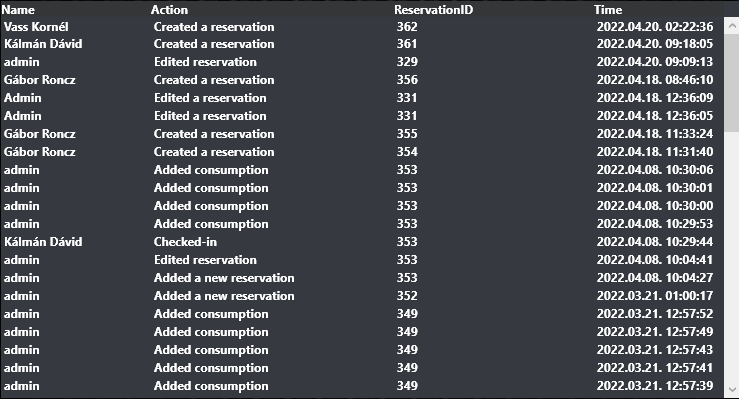 Name Action ReservationID Time
Vass Kornél Created a reservation 362 2022.04.20. 02:22:36
Kálmán Dávid Created a reservation 361 2022.04.20. 09:18:05
admin Edited reservation 329 2022.04.20. 09:09:13
Gábor Roncz Created a reservation 356 2022.04.18. 08:46:10
Admin Edited a reservation 331 2022.04.18. 12:36:09
Admin Edited a reservation 331 2022.04.18. 12:36:05
Gábor Roncz Created a reservation 355 2022.04.18. 11:33:24
Gábor Roncz Created a reservation 354 2022.04.18. 11:31:40
admin Added consumption 353 2022.04.08. 10:30:06
admin Added consumption 353 2022.04.08. 10:30:01
admin Added consumption 353 2022.04.08. 10:30:00
admin Added consumption 353 2022.04.08. 10:29:53
Kálmán Dávid Checked-in 353 2022.04.08. 10:29:44
admin Edited reservation 353 2022.04.08. 10:04:41
admin Added a new reservation 353 2022.04.08. 10:04:27
admin Added a new reservation 352 2022.03.21. 01:00:17
admin Added consumption 349 2022.03.21. 12:57:52
admin Added consumption 349 2022.03.21. 12:57:49
admin Added consumption 349 2022.03.21. 12:57:43
admin Added consumption 349 2022.03.21. 12:57:41
admin Added consumption 349 2022.03.21. 12:57:39